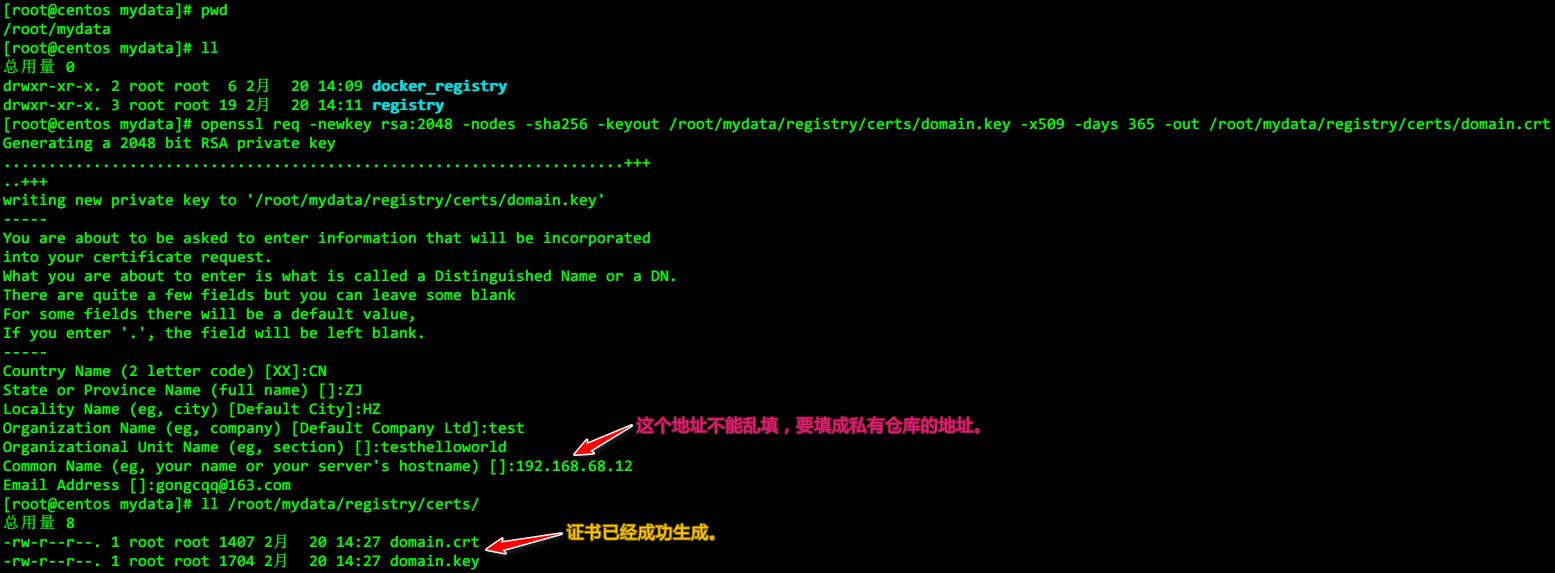 [root@centos mydata]# pwd
/root/mydata
[root@centos mydata]# ll
总用量 0
drwxr-xr-x. 2 root root  6 2月  20 14:09 docker_registry
drwxr-xr-x. 3 root root 19 2月  20 14:11 registry
[root@centos mydata]# openssl req -newkey rsa:2048 -nodes -sha256 -keyout /root/mydata/registry/certs/domain.key -x509 -days 365 -out /root/mydata/registry/certs/domain.crt
Generating a 2048 bit RSA private key
.....................................................................+++
..+++
writing new private key to '/root/mydata/registry/certs/domain.key'
-----
You are about to be asked to enter information that will be incorporated
into your certificate request.
What you are about to enter is what is called a Distinguished Name or a DN.
There are quite a few fields but you can leave some blank
For some fields there will be a default value,
If you enter '.', the field will be left blank.
-----
Country Name (2 letter code) [XX]:CN
State or Province Name (full name) []:ZJ
Locality Name (eg, city) [Default City]:HZ
Organization Name (eg, company) [Default Company Ltd]:test
这个地址不能乱填，要填成私有仓库的地址。
Organizational Unit Name (eg, section) []:testhelloworld
Common Name (eg, your name or your server's hostname) []:192.168.68.12
Email Address []:gongcqq@163.com
[root@centos mydata]# ll /root/mydata/registry/certs/
总用量 8
证书已经成功生成。
-rw-r--r--. 1 root root 1407 2月  20 14:27 domain.crt
-rw-r--r--. 1 root root 1704 2月  20 14:27 domain.key